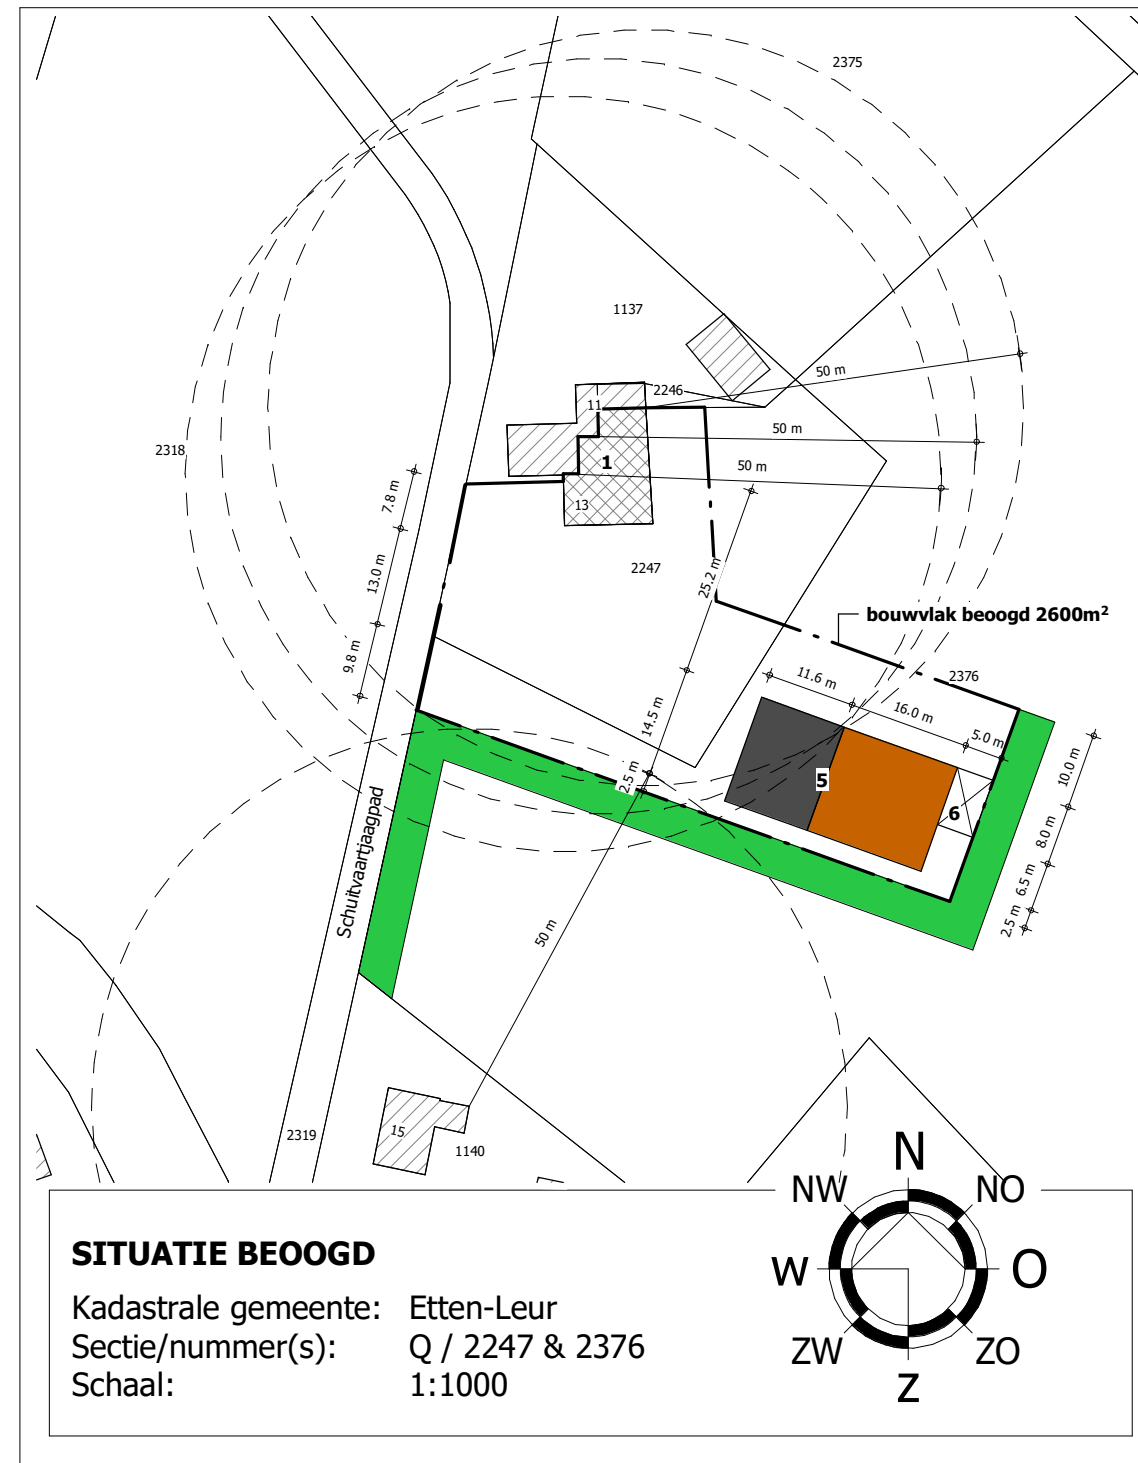 2375
1137
50 m
2246
11
50 m
2318
1
50 m
7.8 m
13
13.0 m
2247
25.2 m
bouwvlak beoogd 2600m²
9.8 m
2376
11.6 m
16.0 m
14.5 m
5.0 m
10.0 m
2.5 m
5
6
8.0 m
Schuitvaartjaagpad
6.5 m
2.5 m
50 m
15
2319
1140
N
NW
NO
W
O
ZW
ZO
Z
SITUATIE BEOOGD
Kadastrale gemeente: Etten-Leur
Sectie/nummer(s): Q / 2247 & 2376
Schaal: 1:1000